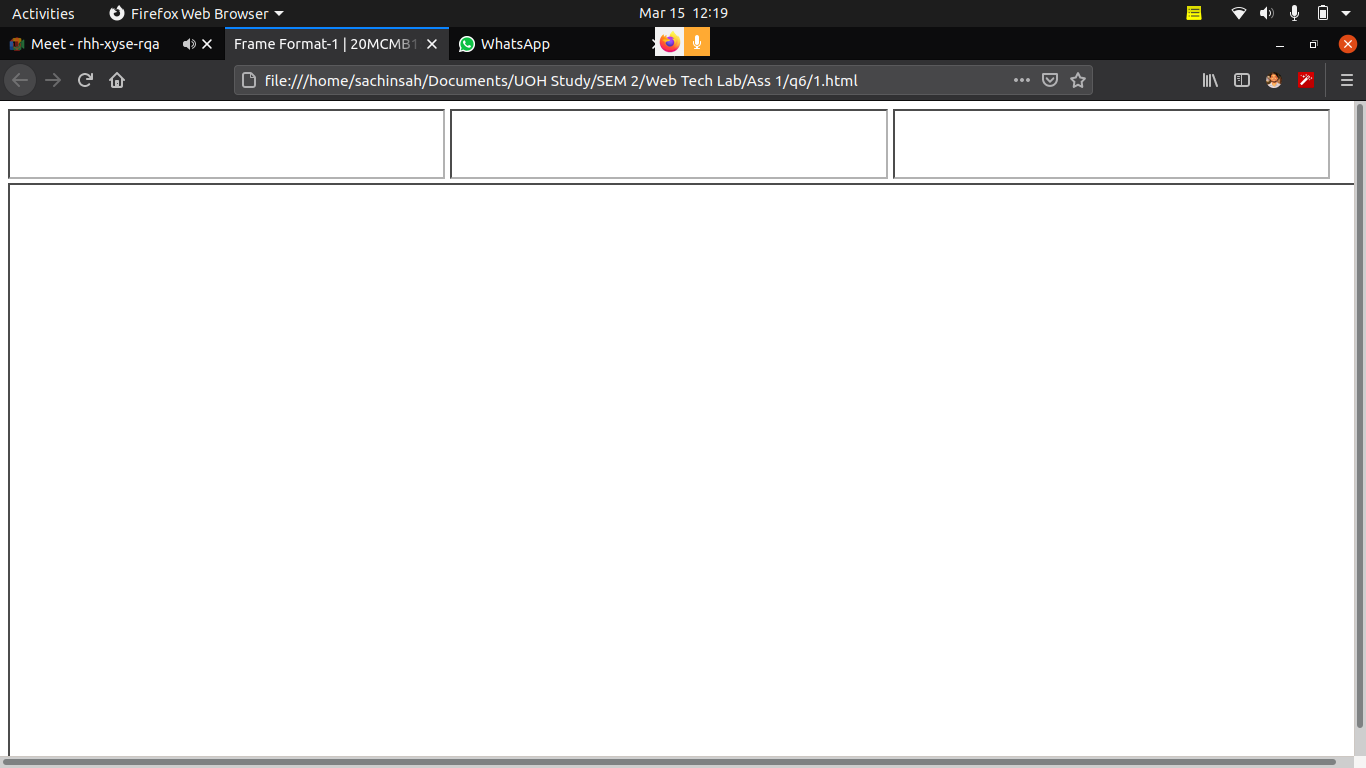 Activities Firefox Web Browser Mar 15 12:19
Meet - rhh-xyse-rqa Frame Format-1 | 20MCMB1 WhatsApp
file:///home/sachinsah/Documents/UOH Study/SEM 2/Web Tech Lab/Ass 1/q6/1.html